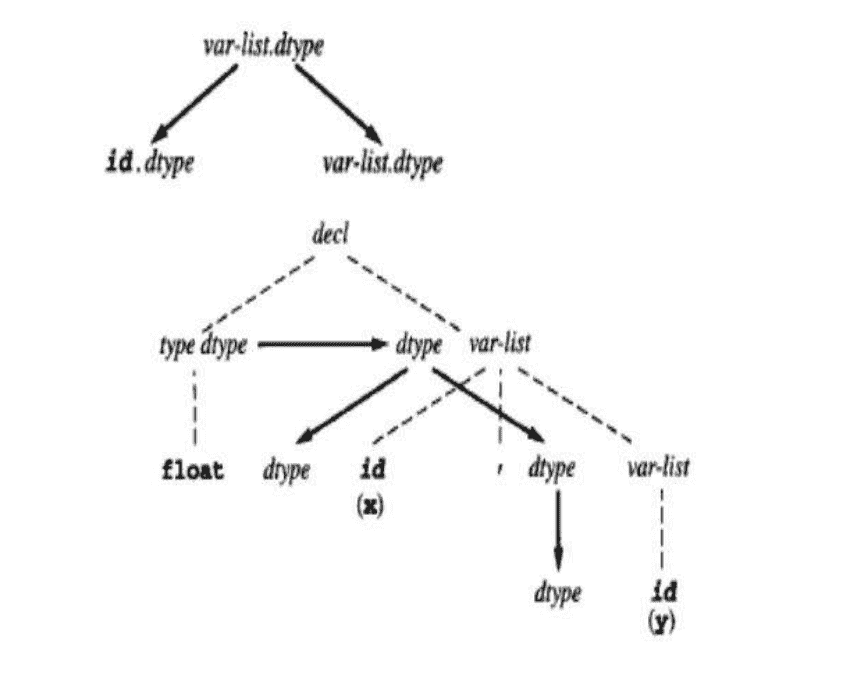 var-list.dtype
id.dtype var-list.dtype
decl
type dtype dtype var-list
float dtype id , dtype var-list
(x)
dtype id
(y)